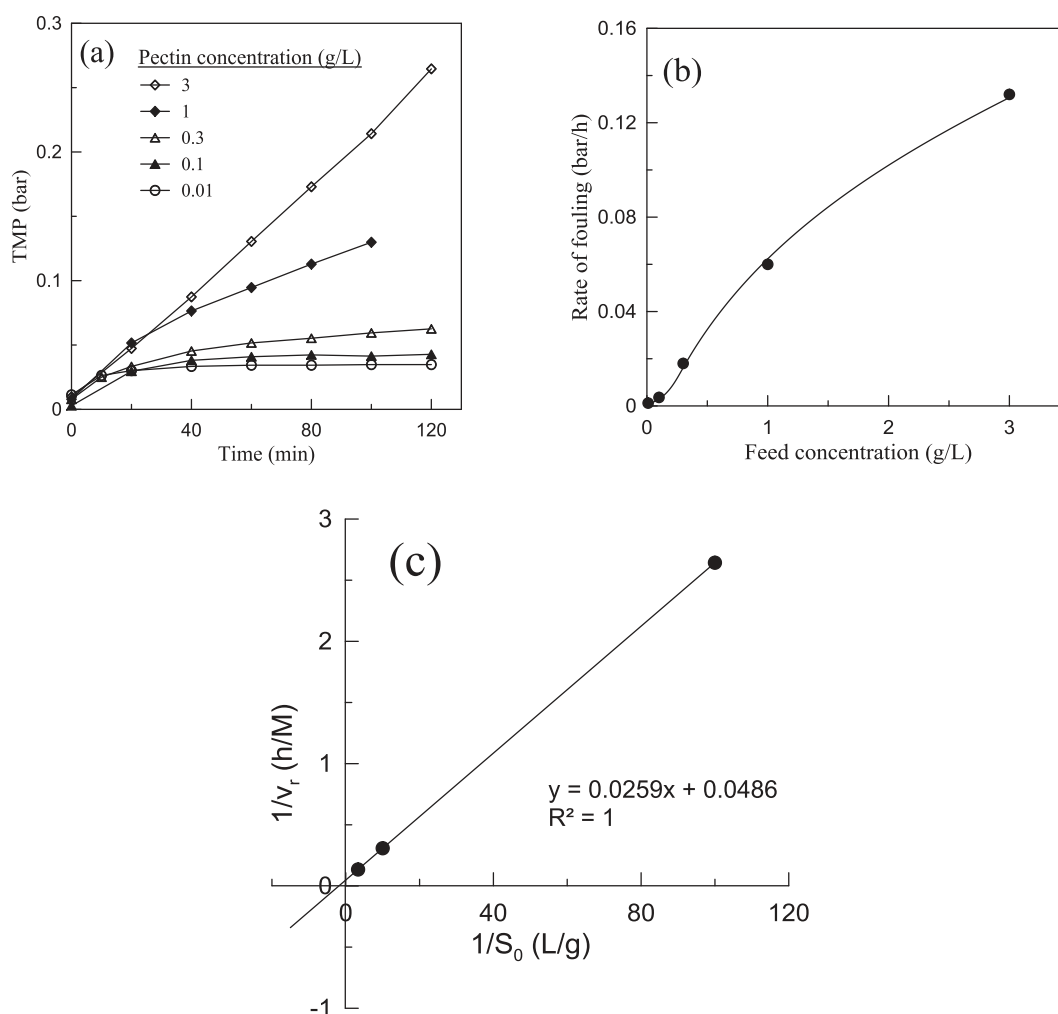 (a)
Pectin concentration (g/L)
3
1
0.3
0.1
0.01
0.3
0.2
0.1
0
TMP (bar)
0 40 80 120
Time (min)
(b)
0.16
0.12
0.08
0.04
0
Rate of fouling (bar/h)
0 1 2 3
Feed concentration (g/L)
(c)
3
2
1
0
-1
1/vᵣ (h/M)
y = 0.0259x + 0.0486
R² = 1
0 40 80 120
1/S₀ (L/g)